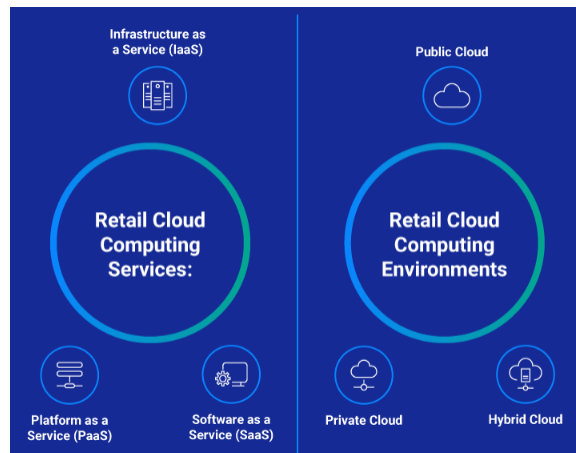 Infrastructure as
a Service (IaaS)
Retail Cloud
Computing
Services:
Platform as a
Service (PaaS)
Software as a
Service (SaaS)
Public Cloud
Retail Cloud
Computing
Environments
Private Cloud
Hybrid Cloud